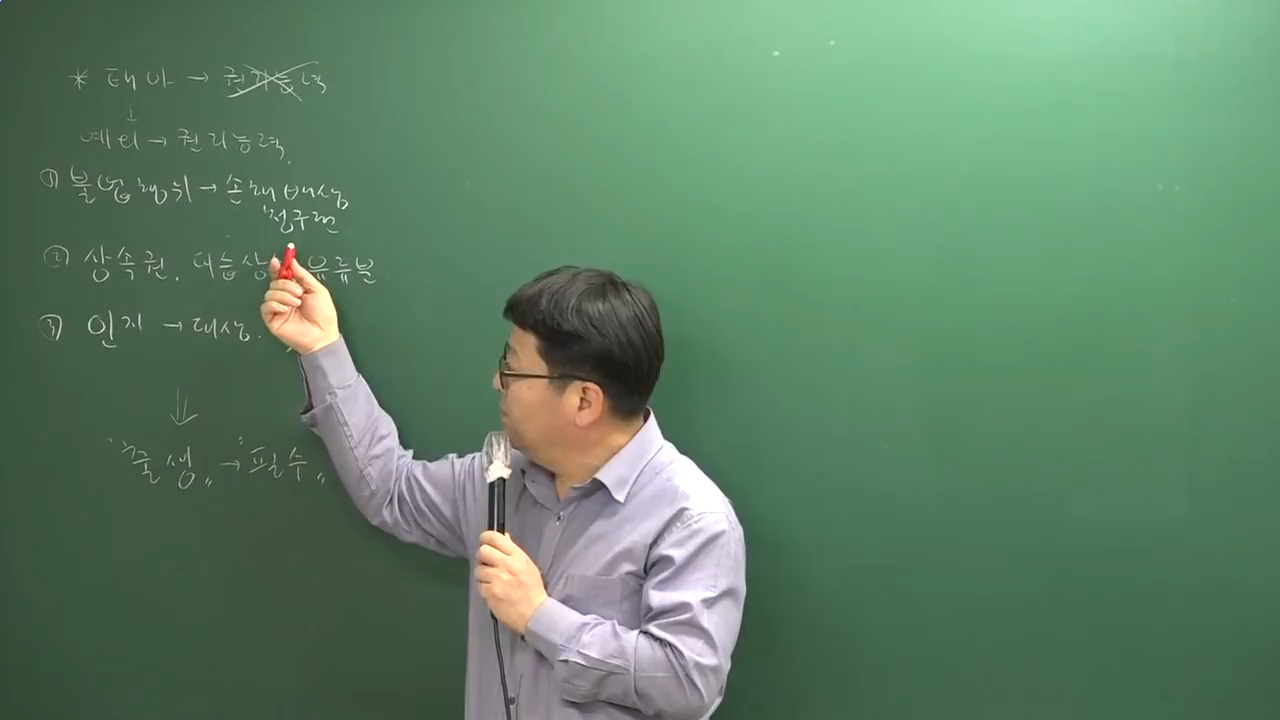 * 태아 → 권리능력
↓
예외 → 권리능력.
① 불법행위 → 손해배상
청구권
② 상속권. 대습상 유류분
③ 인지 → 대상.
⇓
"출생" → "필수"